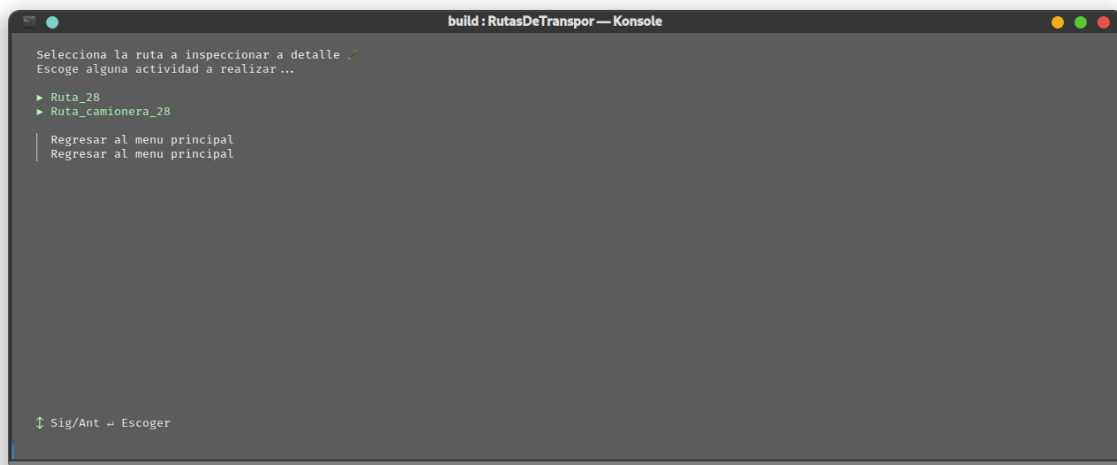 build : RutasDeTranspor — Konsole
Selecciona la ruta a inspeccionar a detalle
Escoge alguna actividad a realizar...
▸ Ruta_28
▸ Ruta_camionera_28
Regresar al menu principal
Regresar al menu principal
↕ Sig/Ant ↵ Escoger